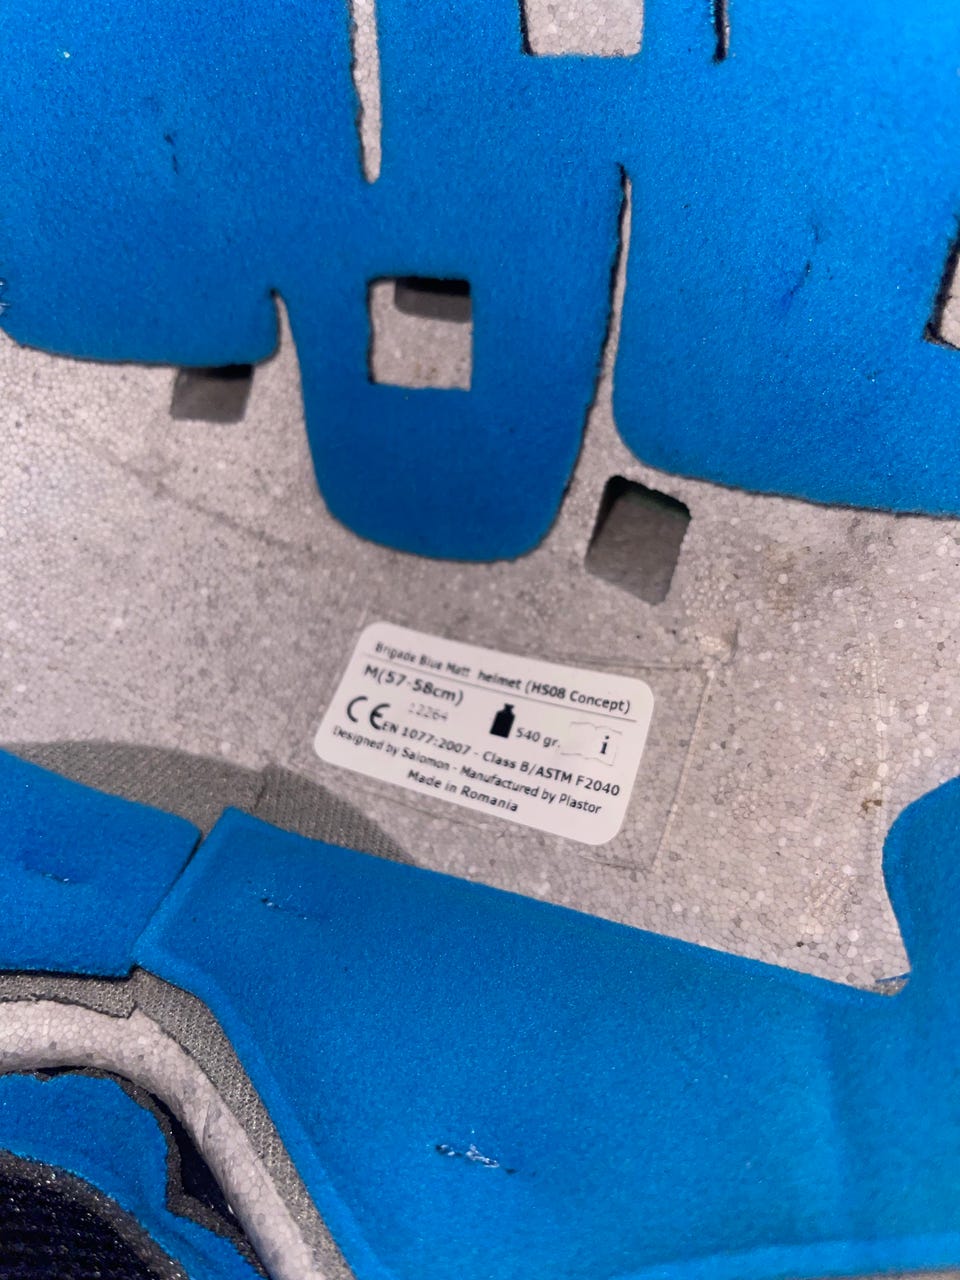 Brigade Blue Matt helmet (HS08 Concept)
M(57-58cm)
12264
540 gr.
i
CE EN 1077:2007 - Class B/ASTM F2040
Designed by Salomon - Manufactured by Plastor
Made in Romania